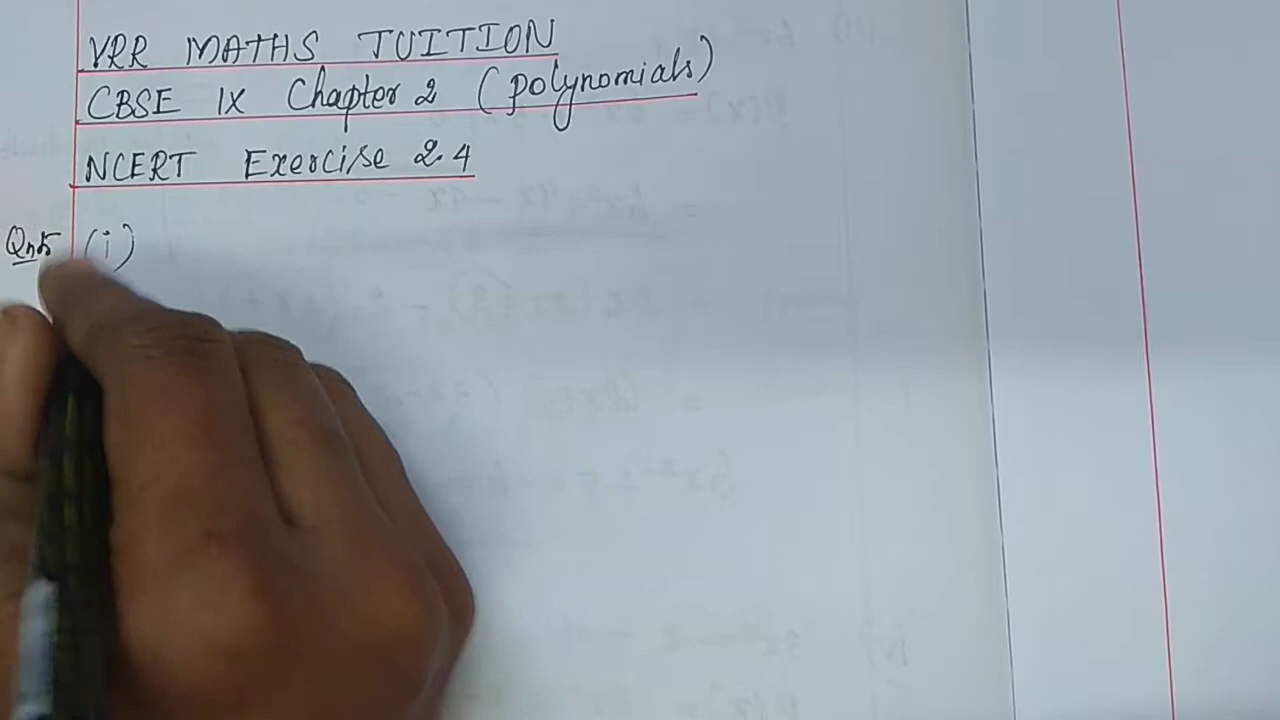 VRR MATHS TUITION
CBSE IX Chapter 2 (Polynomials)
NCERT Exercise 2.4
Qn5 (i)